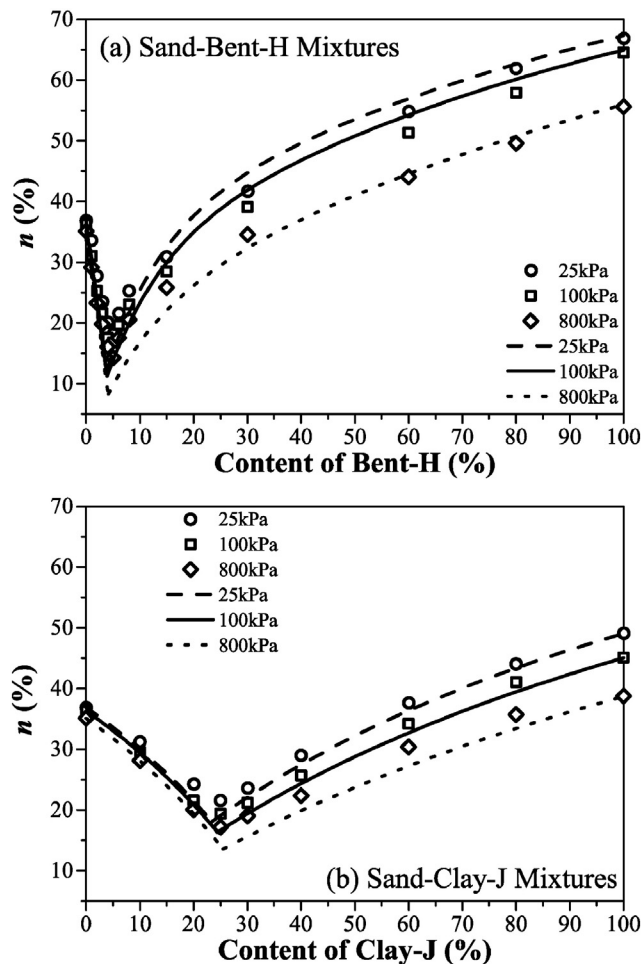 70
60
50
40
30
20
10
n (%)
(a) Sand-Bent-H Mixtures
25kPa
100kPa
800kPa
25kPa
100kPa
800kPa
0 10 20 30 40 50 60 70 80 90 100
Content of Bent-H (%)
70
60
50
40
30
20
10
n (%)
25kPa
100kPa
800kPa
25kPa
100kPa
800kPa
(b) Sand-Clay-J Mixtures
0 10 20 30 40 50 60 70 80 90 100
Content of Clay-J (%)